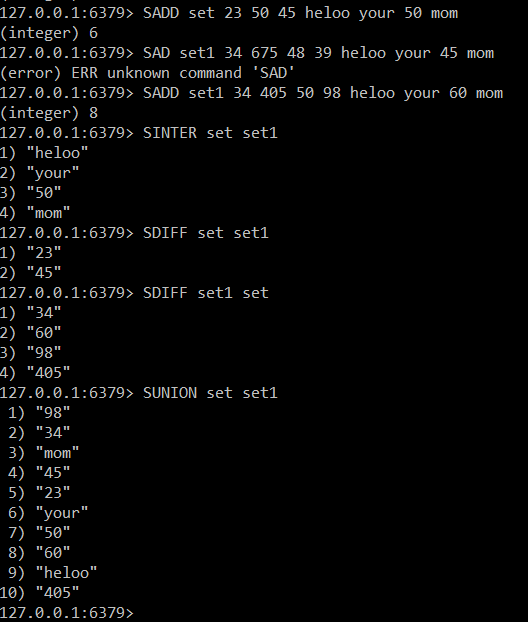 127.0.0.1:6379> SADD set 23 50 45 heloo your 50 mom
(integer) 6
127.0.0.1:6379> SAD set1 34 675 48 39 heloo your 45 mom
(error) ERR unknown command 'SAD'
127.0.0.1:6379> SADD set1 34 405 50 98 heloo your 60 mom
(integer) 8
127.0.0.1:6379> SINTER set set1
1) "heloo"
2) "your"
3) "50"
4) "mom"
127.0.0.1:6379> SDIFF set set1
1) "23"
2) "45"
127.0.0.1:6379> SDIFF set1 set
1) "34"
2) "60"
3) "98"
4) "405"
127.0.0.1:6379> SUNION set set1
 1) "98"
 2) "34"
 3) "mom"
 4) "45"
 5) "23"
 6) "your"
 7) "50"
 8) "60"
 9) "heloo"
10) "405"
127.0.0.1:6379>